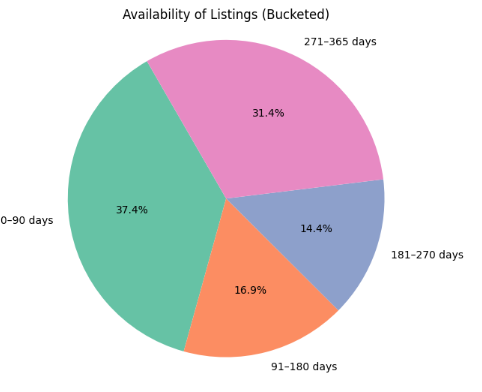 Availability of Listings (Bucketed)
271–365 days
31.4%
0–90 days
37.4%
14.4%
181–270 days
16.9%
91–180 days